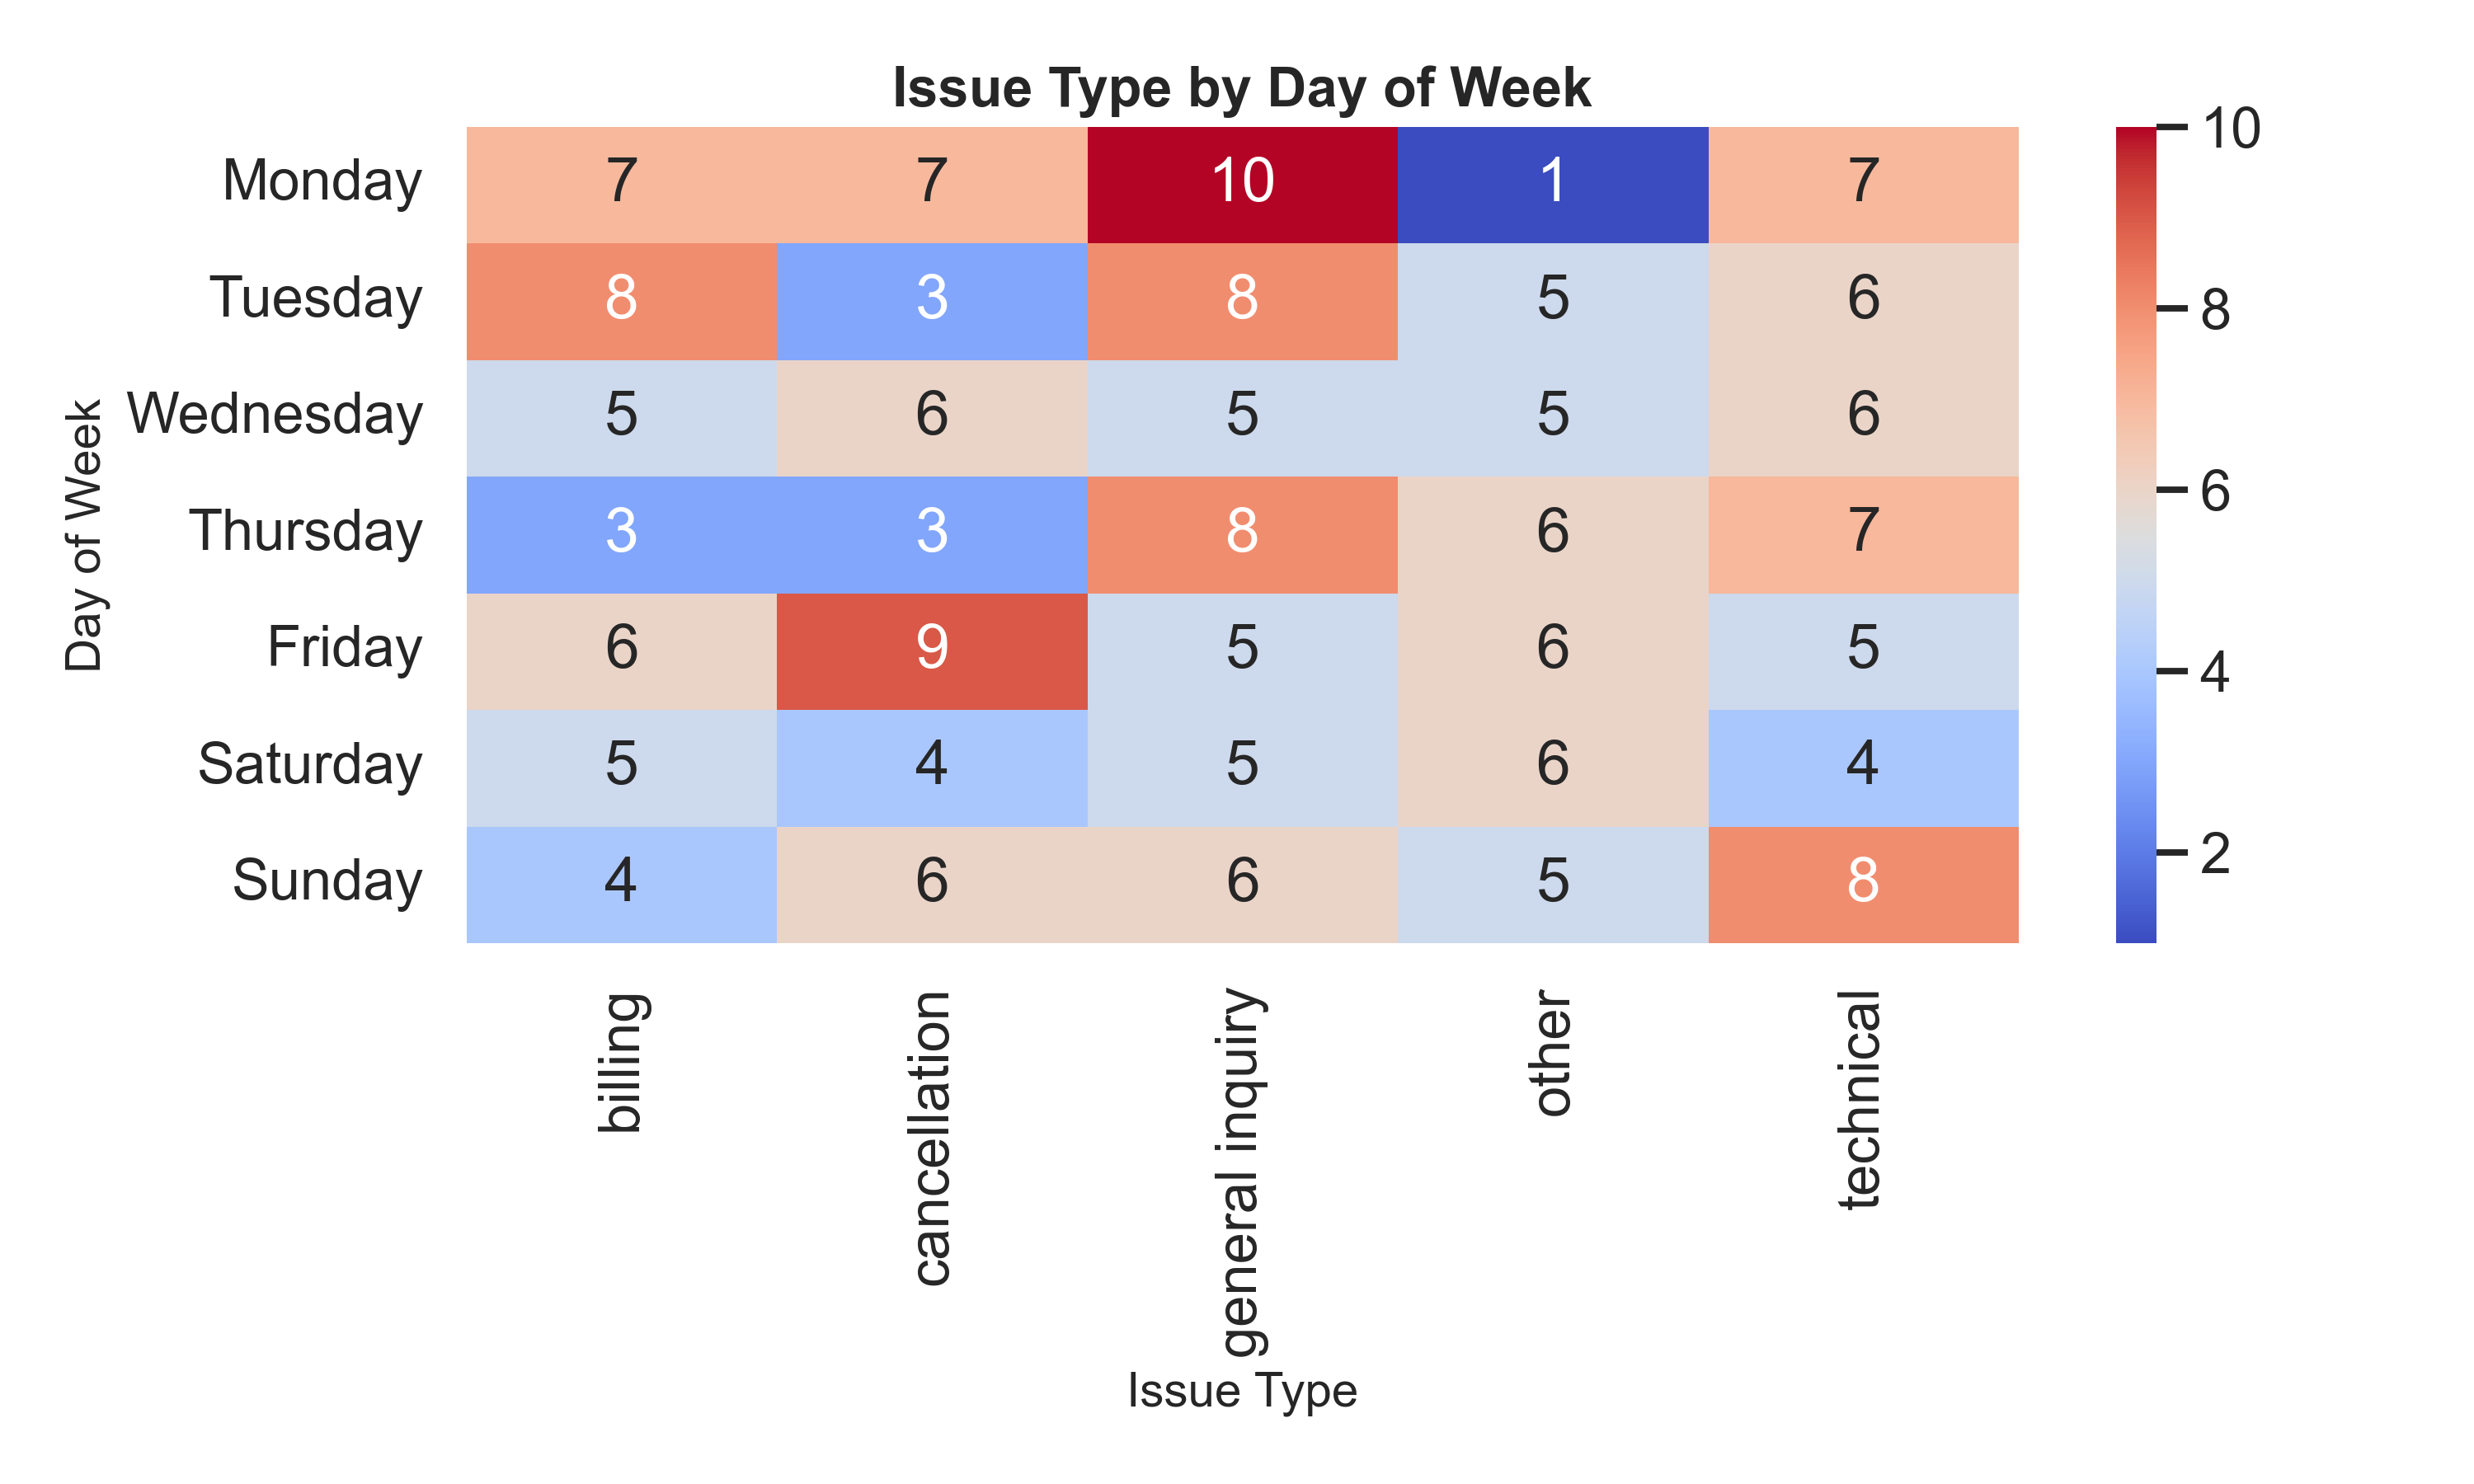 Issue Type by Day of Week
Monday 7 7 10 1 7
Tuesday 8 3 8 5 6
Wednesday 5 6 5 5 6
Thursday 3 3 8 6 7
Friday 6 9 5 6 5
Saturday 5 4 5 6 4
Sunday 4 6 6 5 8
Day of Week
billing
cancellation
general inquiry
other
technical
Issue Type
10
8
6
4
2